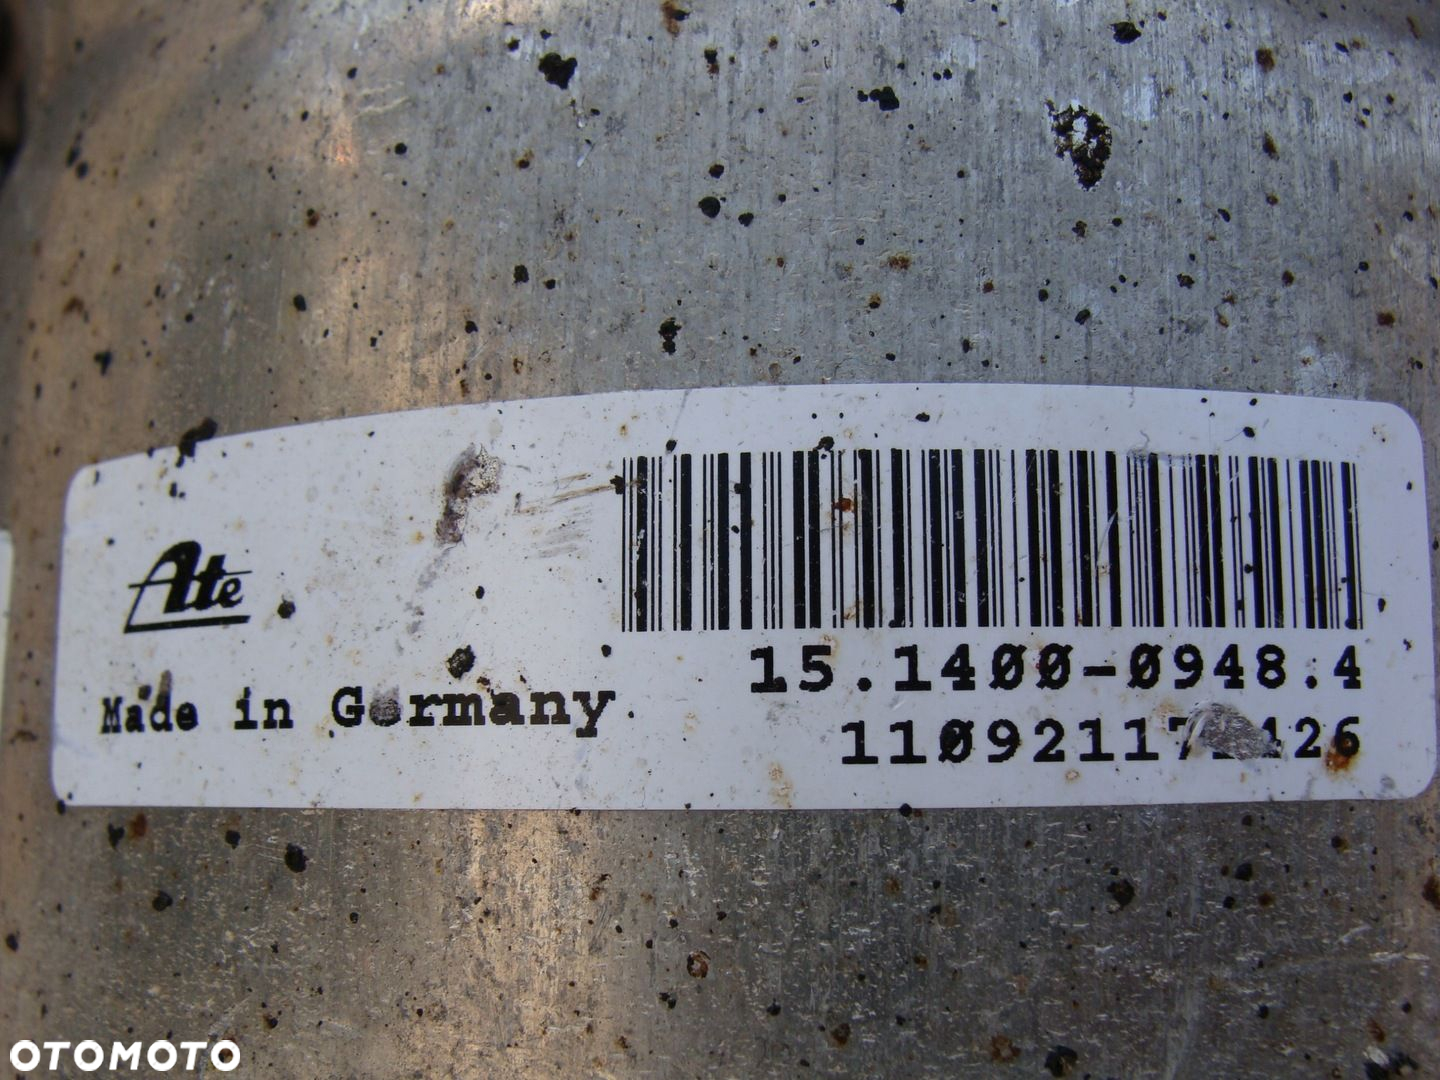 Ate
15.1400-0948.4
Made in Germany
OTOMOTO